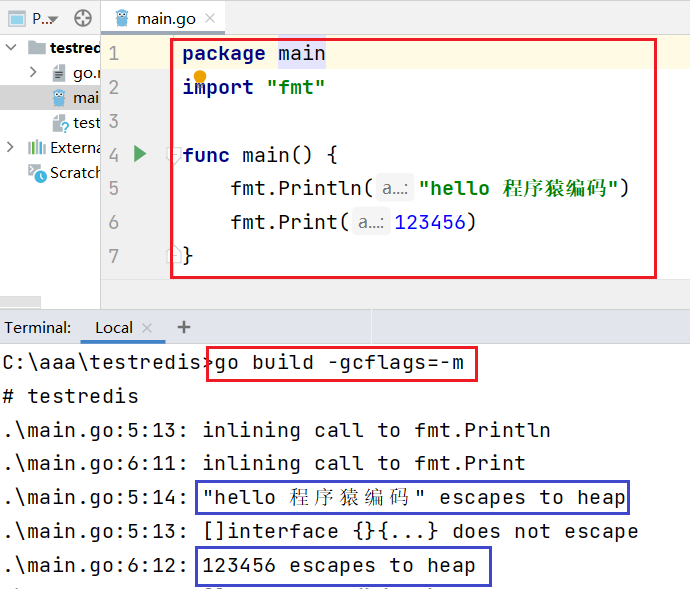 P...
main.go
testred
go.r
mai
test
Externa
Scratch
1 package main
2 import "fmt"
3
4 func main() {
5 fmt.Println( a...: "hello 程序猿编码")
6 fmt.Print( a...: 123456)
7 }
Terminal: Local × +
C:\aaa\testredis>go build -gcflags=-m
# testredis
.\main.go:5:13: inlining call to fmt.Println
.\main.go:6:11: inlining call to fmt.Print
.\main.go:5:14: "hello 程序猿编码" escapes to heap
.\main.go:5:13: []interface {}{...} does not escape
.\main.go:6:12: 123456 escapes to heap